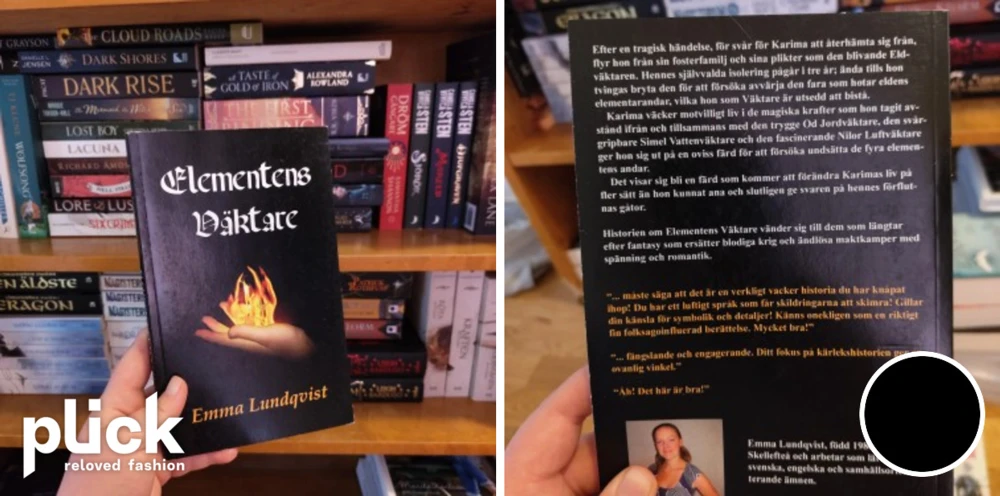 GRAYSON
THE CLOUD ROADS
DARK SHORES
DARK RISE
A TASTE OF
GOLD & IRON
ALEXANDRA
ROWLAND
THE FIRST
LOST BOY
LACUNA
RICHARD
LORE
WOLFSONG
Elementens
Väktare
Emma Lundqvist
EN ÄLDSTE
ERAGON
plick
reloved fashion
Efter en tragisk händelse, för svår för Karima att återhämta sig från,
flyr hon från sin fosterfamilj och sina plikter som den blivande Eld-
väktaren. Hennes självvalda isolering pågår i tre år; ända tills hon
tvingas bryta den för att försöka avvärja den fara som hotar eldens
elementarandar, vilka hon som Väktare är utsedd att bistå.
Karima väcker motvilligt liv i de magiska krafter som hon tagit av-
stånd ifrån och tillsammans med den trygge Od Jordväktare, den svår-
gripbare Simel Vattenväktare och den fascinerande Nilor Luftväktare
ger hon sig ut på en oviss färd för att försöka undsätta de fyra elemen-
tens andar.
Det visar sig bli en färd som kommer att förändra Karimas liv på
fler sätt än hon kunnat ana och slutligen ge svaren på hennes förflut-
nas gåtor.
Historien om Elementens Väktare vänder sig till dem som längtar
efter fantasy som ersätter blodiga krig och ändlösa maktkamper med
spänning och romantik.
"... måste säga att det är en verkligt vacker historia du har knåpat
ihop! Du har ett luftigt språk som får skildringarna att skimra! Gillar
din känsla för symbolik och detaljer! Känns onekligen som en riktigt
fin folksagoinfluerad berättelse. Mycket bra!"
"... fängslande och engagerande. Ditt fokus på kärlekshistorien
ovanlig vinkel."
"Åh! Det här är bra!"
Emma Lundqvist, född
Skellefteå och arbetar som
svenska, engelska och
terande ämnen.